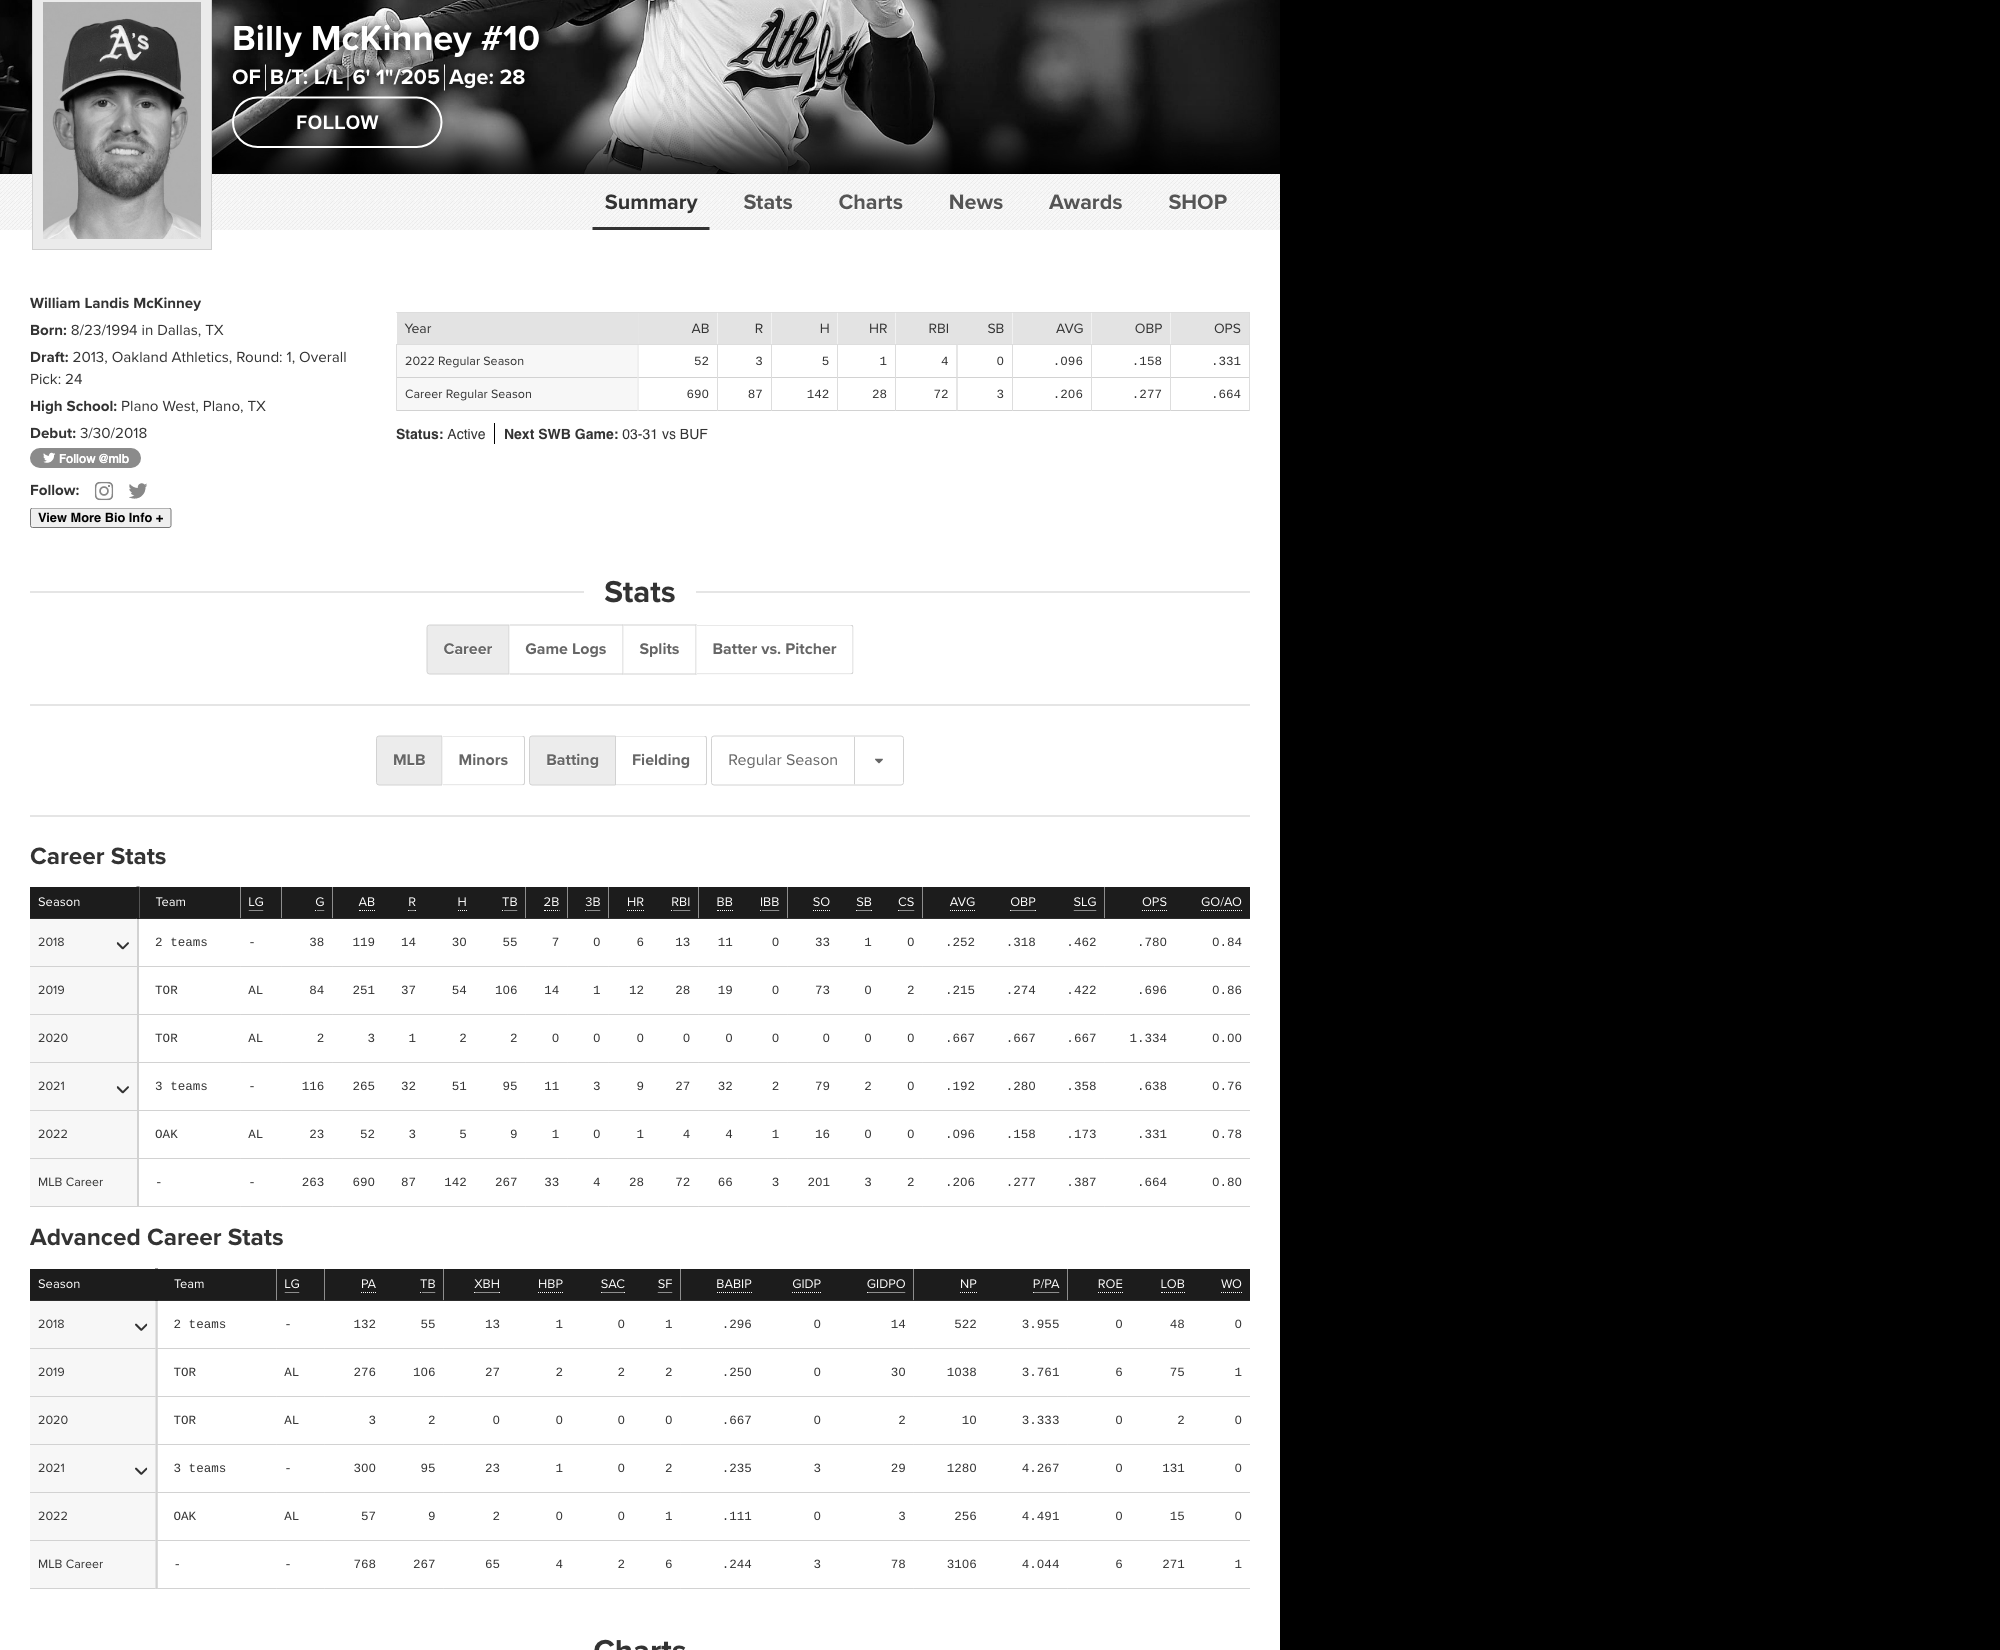 A's
Athletics
Billy McKinney #10
OF B/T: L/L 6' 1"/205 Age: 28
FOLLOW
Summary Stats Charts News Awards SHOP
William Landis McKinney
Born: 8/23/1994 in Dallas, TX
Draft: 2013, Oakland Athletics, Round: 1, Overall
Pick: 24
High School: Plano West, Plano, TX
Debut: 3/30/2018
Follow @mlb
Follow:
View More Bio Info +
Year AB R H HR RBI SB AVG OBP OPS
2022 Regular Season 52 3 5 1 4 0 .096 .158 .331
Career Regular Season 690 87 142 28 72 3 .206 .277 .664
Status: Active Next SWB Game: 03-31 vs BUF
Stats
Career Game Logs Splits Batter vs. Pitcher
MLB Minors Batting Fielding Regular Season
Career Stats
Season Team LG G AB R H TB 2B 3B HR RBI BB IBB SO SB CS AVG OBP SLG OPS GO/AO
2018 2 teams - 38 119 14 30 55 7 0 6 13 11 0 33 1 0 .252 .318 .462 .780 0.84
2019 TOR AL 84 251 37 54 106 14 1 12 28 19 0 73 0 2 .215 .274 .422 .696 0.86
2020 TOR AL 2 3 1 2 2 0 0 0 0 0 0 0 0 0 .667 .667 .667 1.334 0.00
2021 3 teams - 116 265 32 51 95 11 3 9 27 32 2 79 2 0 .192 .280 .358 .638 0.76
2022 OAK AL 23 52 3 5 9 1 0 1 4 4 1 16 0 0 .096 .158 .173 .331 0.78
MLB Career - - 263 690 87 142 267 33 4 28 72 66 3 201 3 2 .206 .277 .387 .664 0.80
Advanced Career Stats
Season Team LG PA TB XBH HBP SAC SF BABIP GIDP GIDPO NP P/PA ROE LOB WO
2018 2 teams - 132 55 13 1 0 1 .296 0 14 522 3.955 0 48 0
2019 TOR AL 276 106 27 2 2 2 .250 0 30 1038 3.761 6 75 1
2020 TOR AL 3 2 0 0 0 0 .667 0 2 10 3.333 0 2 0
2021 3 teams - 300 95 23 1 0 2 .235 3 29 1280 4.267 0 131 0
2022 OAK AL 57 9 2 0 0 1 .111 0 3 256 4.491 0 15 0
MLB Career - - 768 267 65 4 2 6 .244 3 78 3106 4.044 6 271 1
Charts